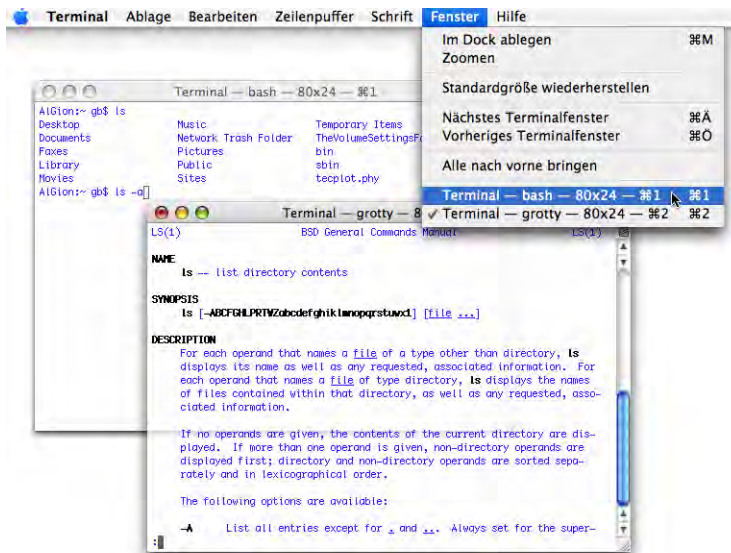 Terminal Ablage Bearbeiten Zeilenpuffer Schrift Fenster Hilfe
Im Dock ablegen ⌘M
Zoomen
Standardgröße wiederherstellen
Nächstes Terminalfenster ⌘Ä
Vorheriges Terminalfenster ⌘Ö
Alle nach vorne bringen
Terminal — bash — 80x24 — ⌘1 ⌘1
✓ Terminal — grotty — 80x24 — ⌘2 ⌘2
Terminal — bash — 80x24 — ⌘1
AlGion:~ gb$ ls
Desktop Music Temporary Items
Documents Network Trash Folder TheVolumeSettingsFo
Faxes Pictures bin
Library Public sbin
Movies Sites tecplot.phy
AlGion:~ gb$ ls -a
Terminal — grotty — 8
LS(1) BSD General Commands Manual LS(1)
NAME
ls -- list directory contents
SYNOPSIS
ls [-ABCFGHLPRTWZabcdefghiklmnopqrstuwx1] [file ...]
DESCRIPTION
For each operand that names a file of a type other than directory, ls
displays its name as well as any requested, associated information. For
each operand that names a file of type directory, ls displays the names
of files contained within that directory, as well as any requested, asso-
ciated information.
If no operands are given, the contents of the current directory are dis-
played. If more than one operand is given, non-directory operands are
displayed first; directory and non-directory operands are sorted sepa-
rately and in lexicographical order.
The following options are available:
-A List all entries except for . and ... Always set for the super-
: